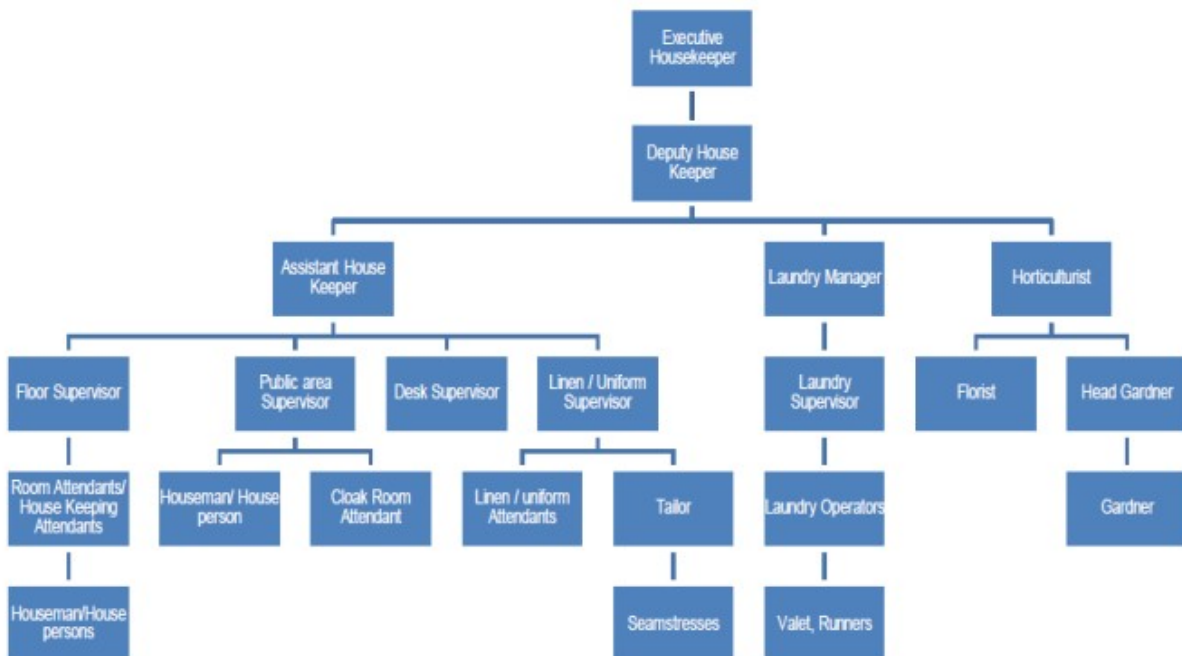 Executive
Housekeeper
Deputy House
Keeper
Assistant House
Keeper
Laundry Manager
Horticulturist
Floor Supervisor
Public area
Supervisor
Desk Supervisor
Linen / Uniform
Supervisor
Laundry
Supervisor
Florist
Head Gardner
Room Attendants/
House Keeping
Attendants
Houseman/ House
person
Cloak Room
Attendant
Linen / uniform
Attendants
Tailor
Laundry Operators
Gardner
Houseman/House
persons
Seamstresses
Valet, Runners